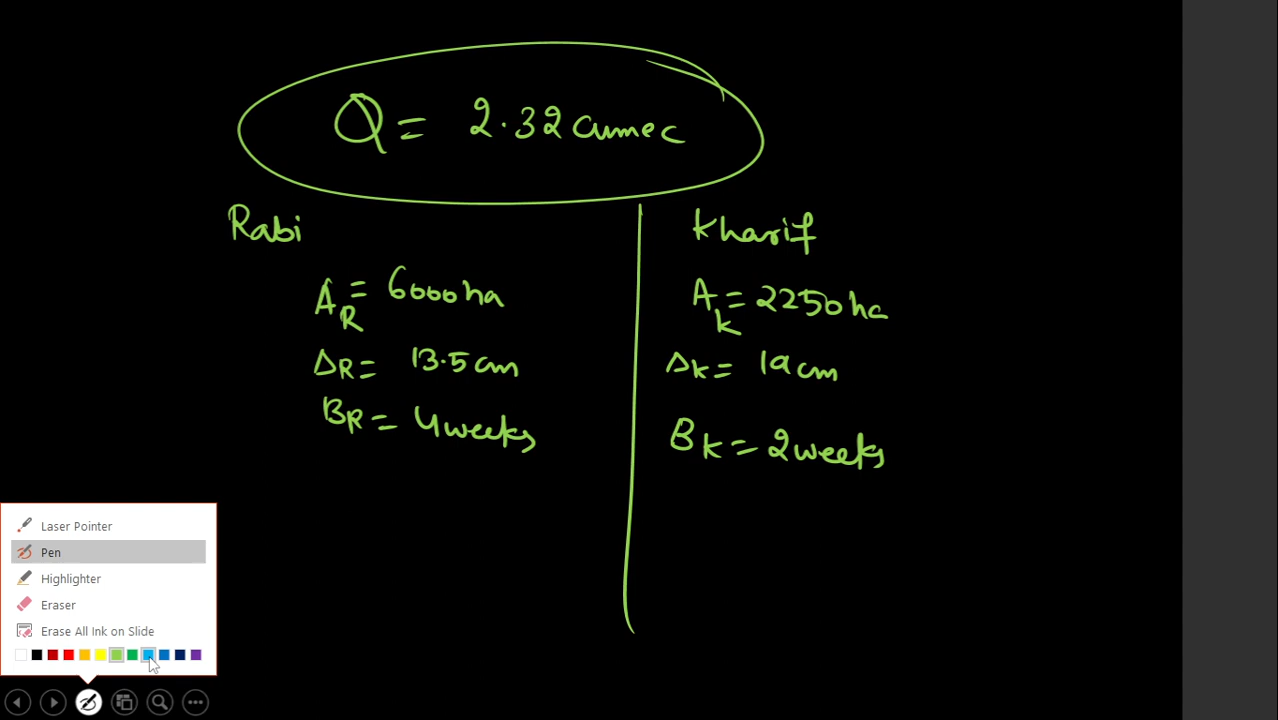 Q = 2.32 cumec
Rabi
A_R = 6000 ha
Δ_R = 13.5 cm
B_R = 4 weeks
Kharif
A_K = 2250 ha
Δ_K = 19 cm
B_K = 2 weeks
Laser Pointer
Pen
Highlighter
Eraser
Erase All Ink on Slide